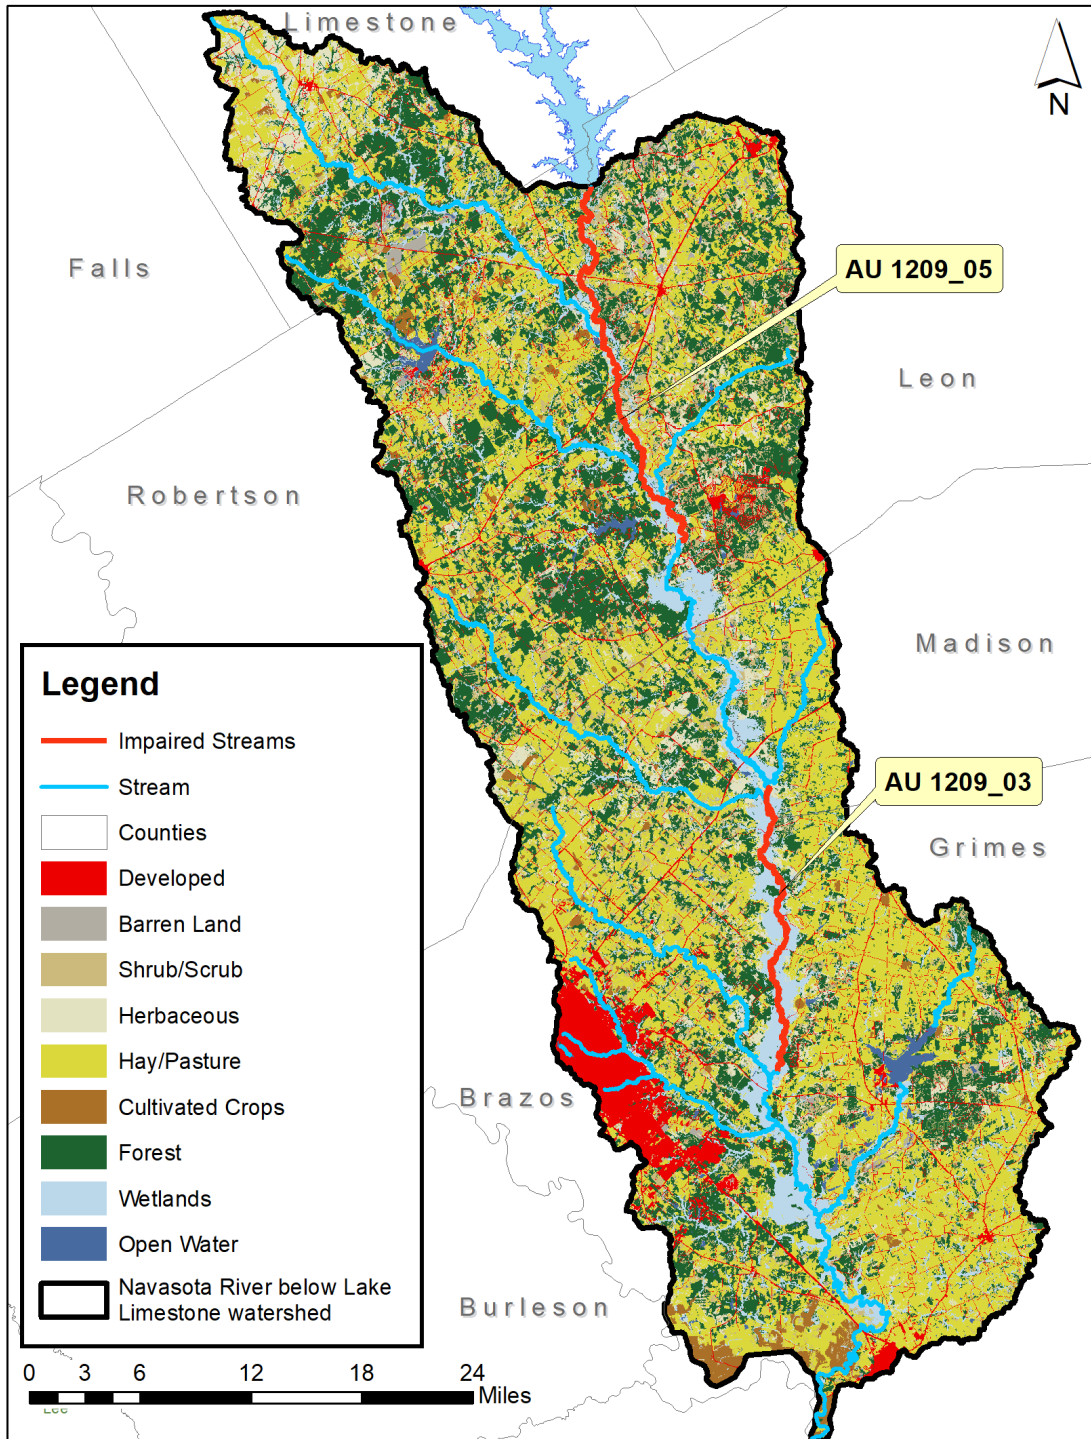 Limestone
N
Falls
AU 1209_05
Leon
Robertson
Madison
AU 1209_03
Grimes
Legend
Impaired Streams
Stream
Counties
Developed
Barren Land
Shrub/Scrub
Herbaceous
Hay/Pasture
Cultivated Crops
Forest
Wetlands
Open Water
Navasota River below Lake
Limestone watershed
Brazos
Burleson
0 3 6 12 18 24
Miles
Lee